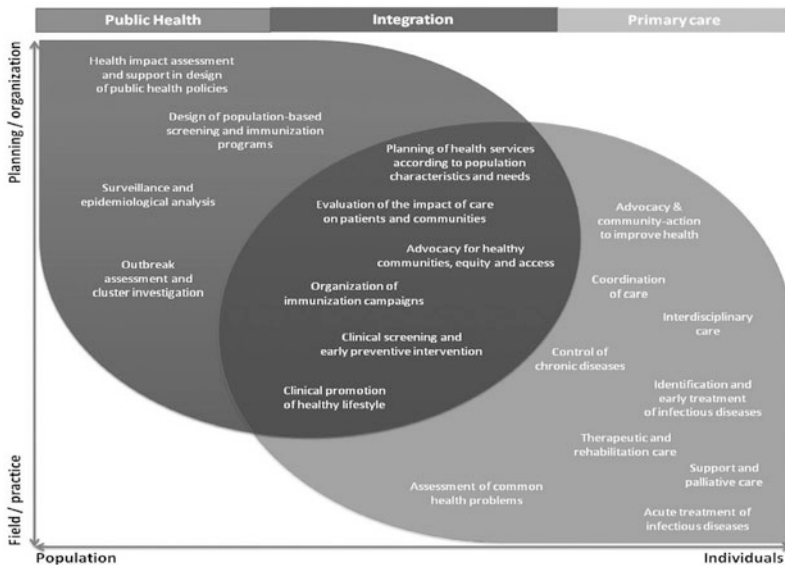 Public Health
Integration
Primary care
Planning / organization
Field / practice
Health impact assessment
and support in design
of public health policies
Design of population-based
screening and immunization
programs
Surveillance and
epidemiological analysis
Outbreak
assessment and
cluster investigation
Planning of health services
according to population
characteristics and needs
Evaluation of the impact of care
on patients and communities
Advocacy for healthy
communities, equity and access
Organization of
immunization campaigns
Clinical screening and
early preventive intervention
Clinical promotion
of healthy lifestyle
Advocacy &
community-action
to improve health
Coordination
of care
Interdisciplinary
care
Control of
chronic diseases
Identification and
early treatment
of infectious diseases
Therapeutic and
rehabilitation care
Support and
palliative care
Assessment of common
health problems
Acute treatment of
infectious diseases
Population
Individuals